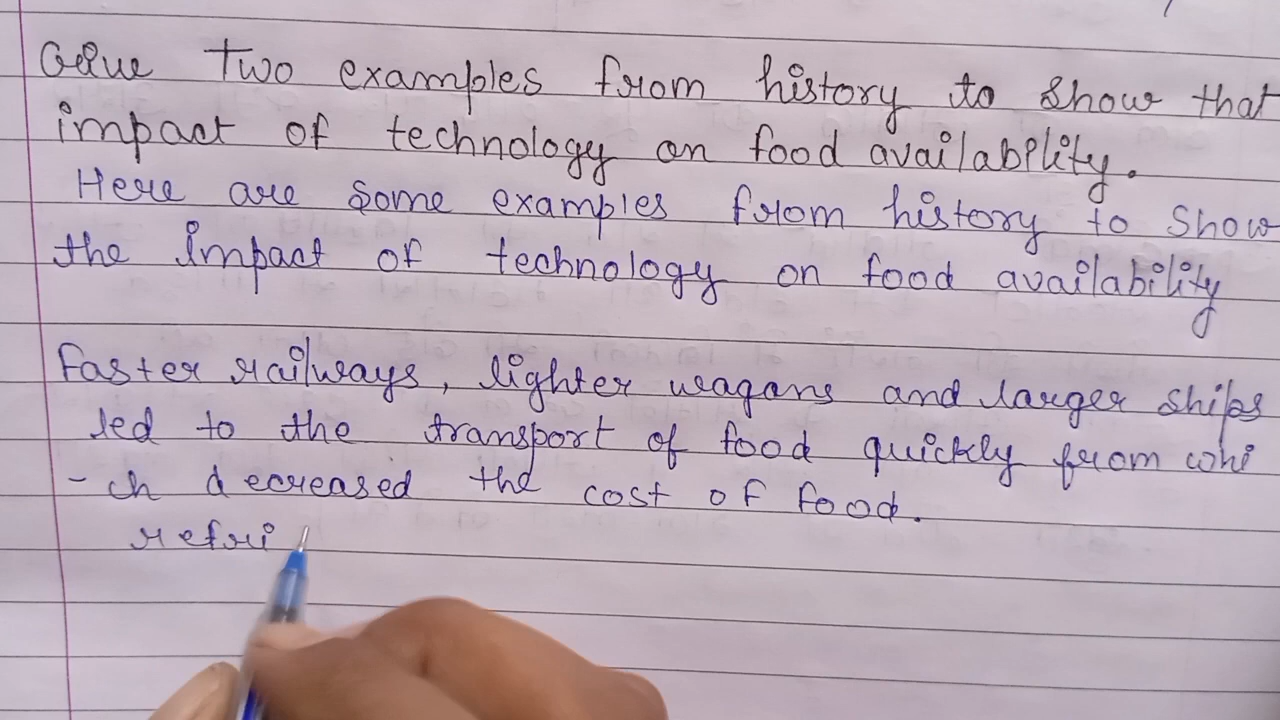 Give Two examples from history to show that
impact of technology on food availability.
Here are some examples from history to show
the impact of technology on food availability
Faster railways, lighter wagans and larger ships
led to the transport of food quickly from whi
-ch decreased the cost of food.
refri